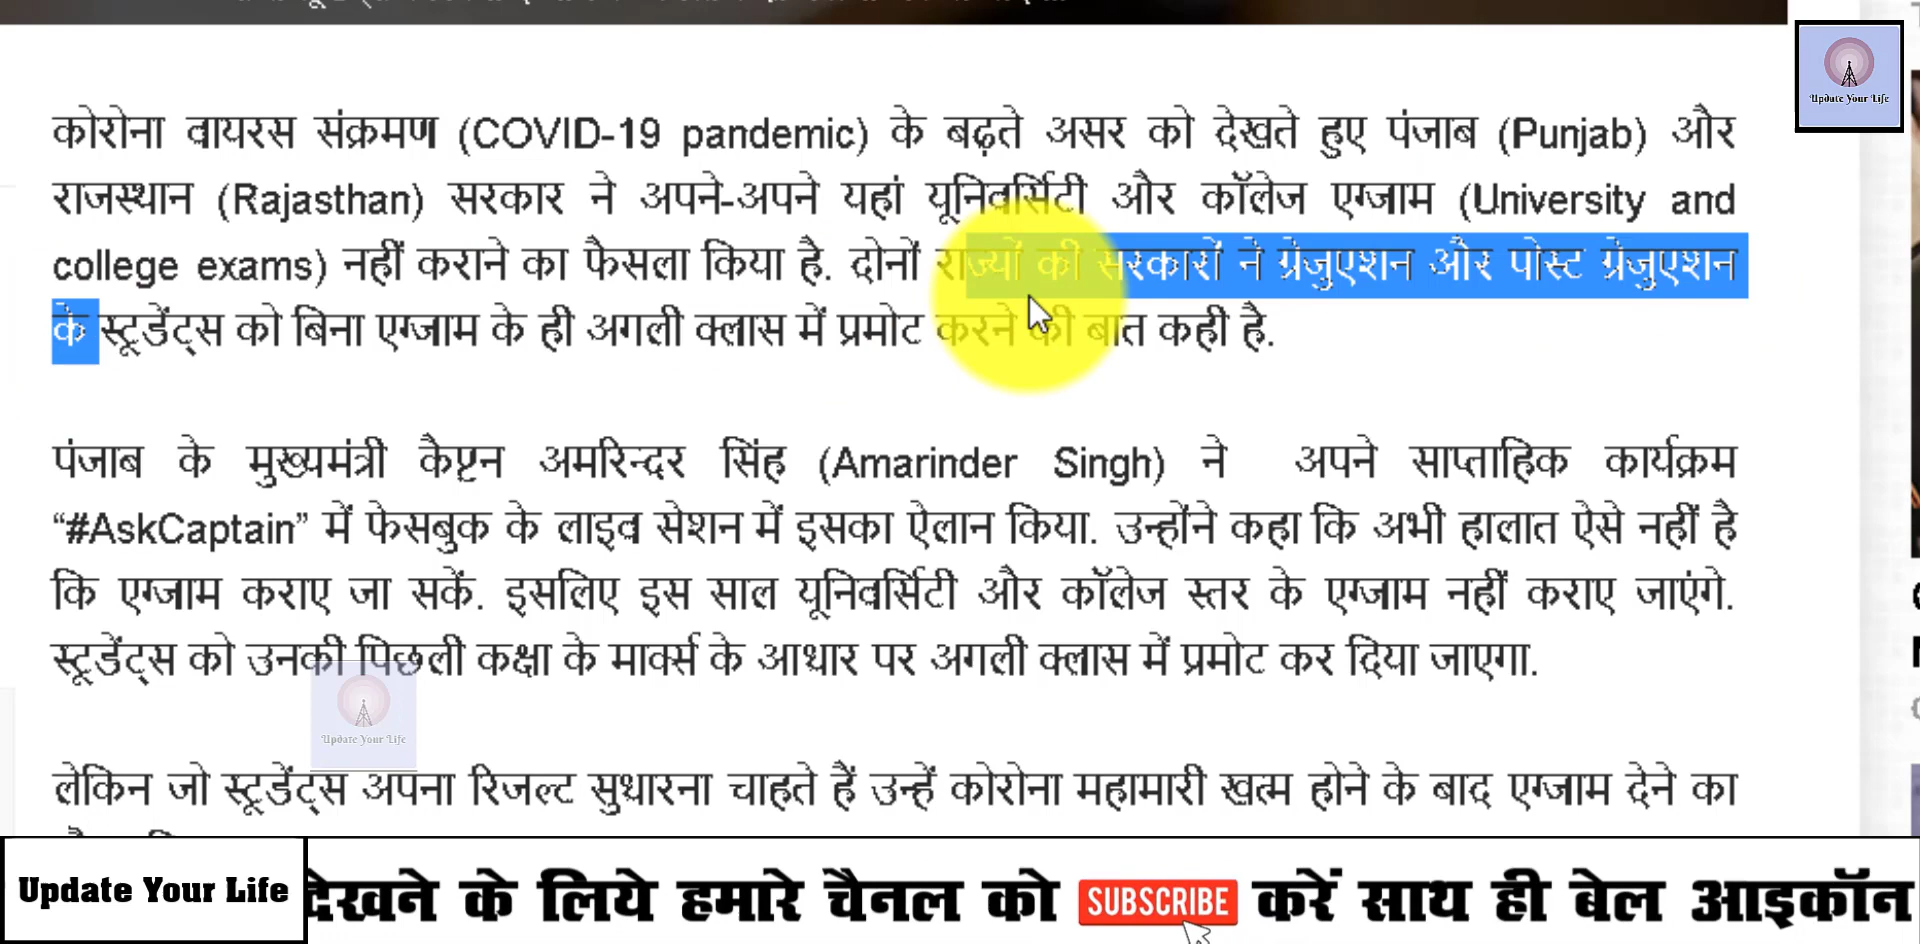 Update Your Life
कोरोना वायरस संक्रमण (COVID-19 pandemic) के बढ़ते असर को देखते हुए पंजाब (Punjab) और
राजस्थान (Rajasthan) सरकार ने अपने-अपने यहां यूनिवर्सिटी और कॉलेज एग्जाम (University and
college exams) नहीं कराने का फैसला किया है. दोनों राज्यों की सरकारों ने ग्रेजुएशन और पोस्ट ग्रेजुएशन
के स्टूडेंट्स को बिना एग्जाम के ही अगली क्लास में प्रमोट करने की बात कही है.
पंजाब के मुख्यमंत्री कैप्टन अमरिन्दर सिंह (Amarinder Singh) ने अपने साप्ताहिक कार्यक्रम
“#AskCaptain” में फेसबुक के लाइव सेशन में इसका ऐलान किया. उन्होंने कहा कि अभी हालात ऐसे नहीं है
कि एग्जाम कराए जा सकें. इसलिए इस साल यूनिवर्सिटी और कॉलेज स्तर के एग्जाम नहीं कराए जाएंगे.
स्टूडेंट्स को उनकी पिछली कक्षा के मार्क्स के आधार पर अगली क्लास में प्रमोट कर दिया जाएगा.
Update Your Life
लेकिन जो स्टूडेंट्स अपना रिजल्ट सुधारना चाहते हैं उन्हें कोरोना महामारी खत्म होने के बाद एग्जाम देने का
Update Your Life देखने के लिये हमारे चैनल को SUBSCRIBE करें साथ ही बेल आइकॉन